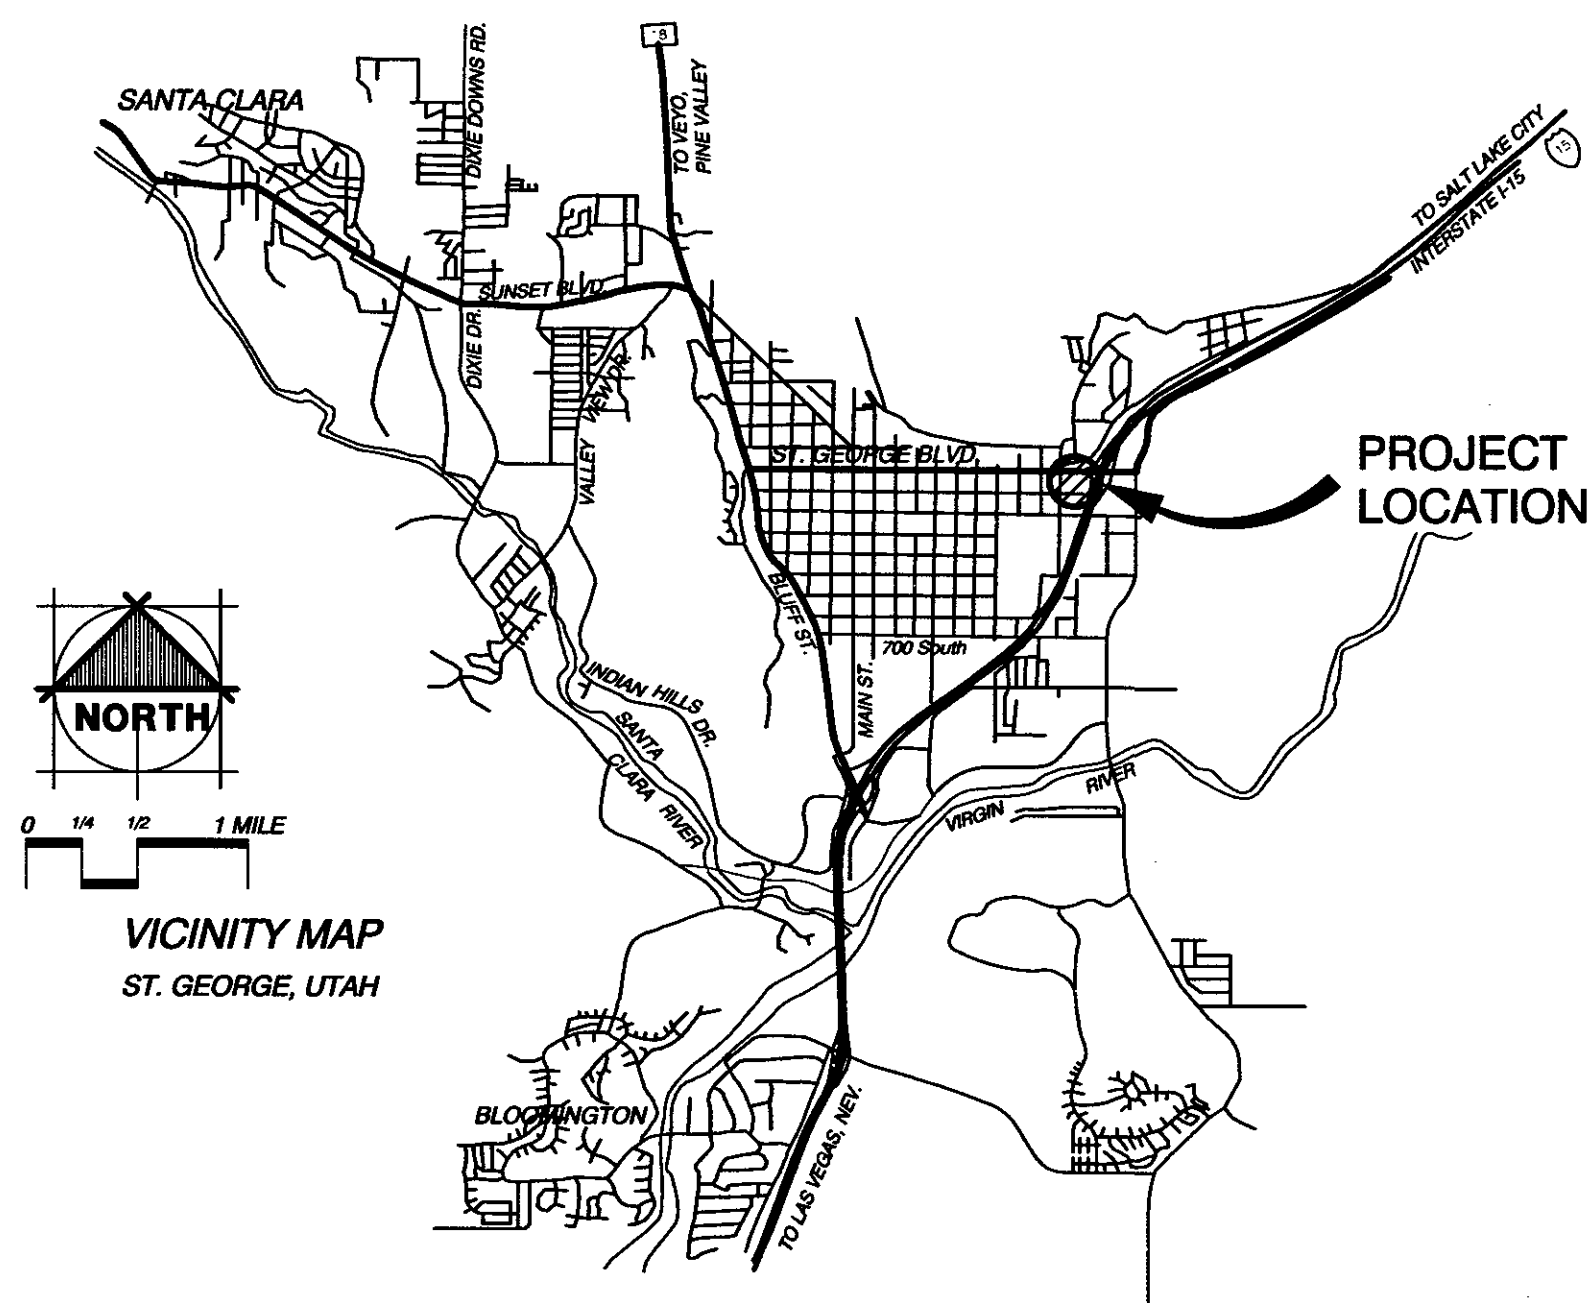 18
DIXIE DOWNS RD.
TO VEYO,
PINE VALLEY
SANTA CLARA
TO SALT LAKE CITY
15
INTERSTATE I-15
SUNSET BLVD.
DIXIE DR.
VALLEY VIEW DR.
ST. GEORGE BLVD.
PROJECT
LOCATION
BLUFF ST.
700 South
MAIN ST.
INDIAN HILLS DR.
SANTA
CLARA RIVER
VIRGIN RIVER
NORTH
0 1/4 1/2 1 MILE
VICINITY MAP
ST. GEORGE, UTAH
BLOOMINGTON
TO LAS VEGAS, NEV.